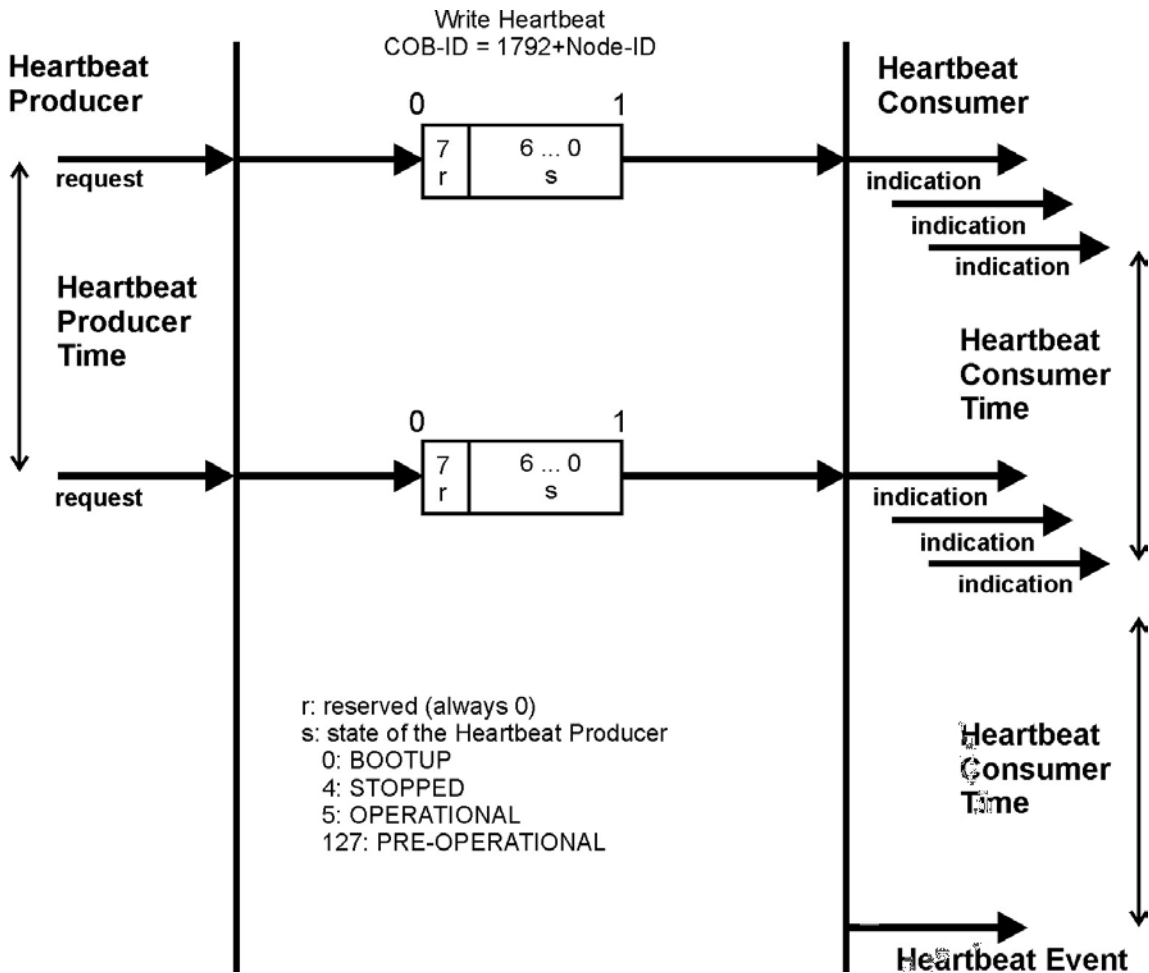 Write Heartbeat
COB-ID = 1792+Node-ID
Heartbeat
Producer
Heartbeat
Consumer
0
1
7
6 ... 0
r
s
request
indication
indication
indication
Heartbeat
Producer
Time
Heartbeat
Consumer
Time
0
1
7
6 ... 0
r
s
request
indication
indication
indication
r: reserved (always 0)
s: state of the Heartbeat Producer
0: BOOTUP
4: STOPPED
5: OPERATIONAL
127: PRE-OPERATIONAL
Heartbeat
Consumer
Time
Heartbeat Event